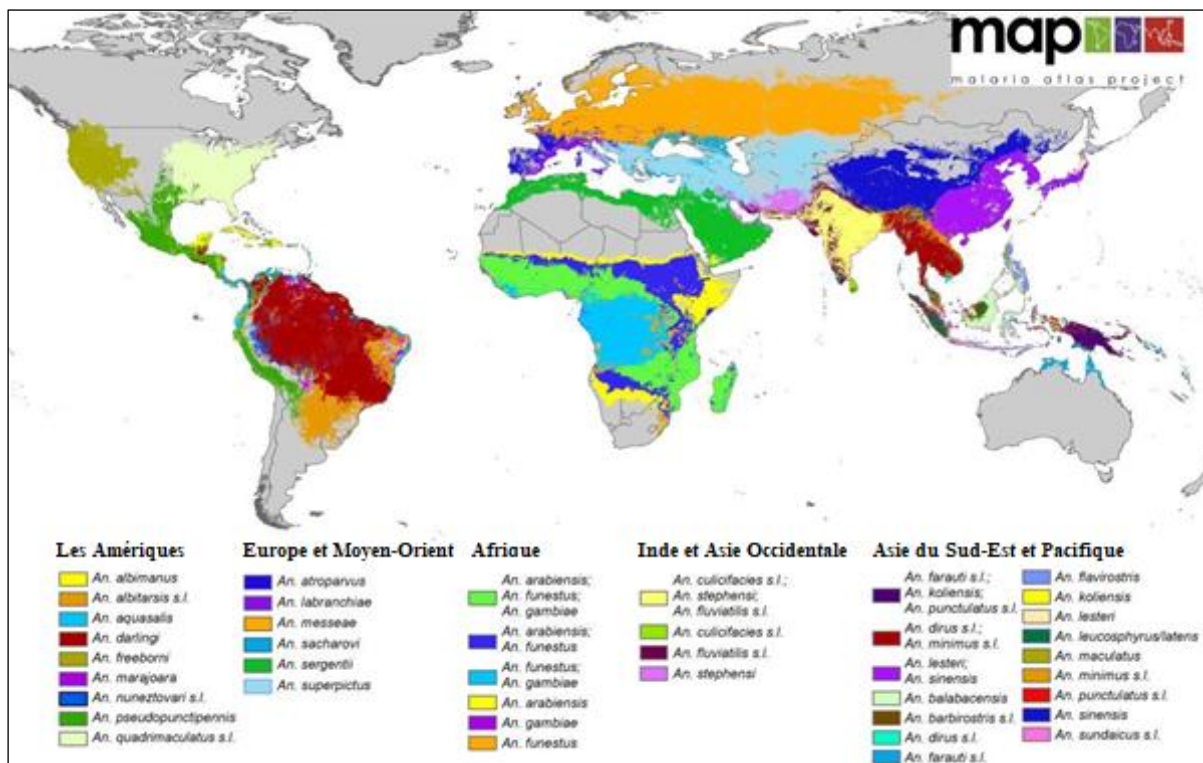 map
malaria atlas project
Les Amériques
An. albimanus
An. albitarsis s.l.
An. aquasalis
An. darlingi
An. freeborni
An. marajoara
An. nuneztovari s.l.
An. pseudopunctipennis
An. quadrimaculatus s.l.
Europe et Moyen-Orient
An. atroparvus
An. labranchiae
An. messeae
An. sacharovi
An. sergentii
An. superpictus
Afrique
An. arabiensis;
An. funestus;
An. gambiae
An. arabiensis;
An. funestus
An. funestus;
An. gambiae
An. arabiensis
An. gambiae
An. funestus
Inde et Asie Occidentale
An. culicifacies s.l.;
An. stephensi;
An. fluviatilis s.l.
An. culicifacies s.l.
An. fluviatilis s.l.
An. stephensi
Asie du Sud-Est et Pacifique
An. farauti s.l.;
An. koliensis;
An. punctulatus s.l.
An. dirus s.l.;
An. minimus s.l.
An. lesteri;
An. sinensis
An. balabacensis
An. barbirostris s.l.
An. dirus s.l.
An. farauti s.l.
An. flavirostris
An. koliensis
An. lesteri
An. leucosphyrus/latens
An. maculatus
An. minimus s.l.
An. punctulatus s.l.
An. sinensis
An. sundaicus s.l.